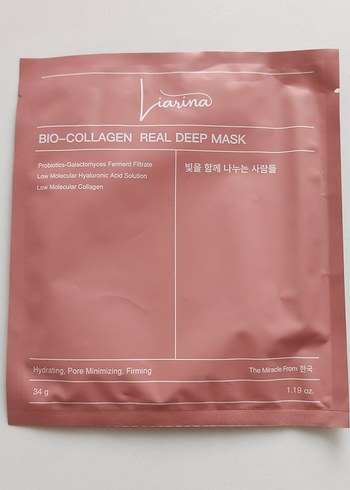 Liarina
BIO-COLLAGEN REAL DEEP MASK
Probiotics-Galactomyces Ferment Filtrate
Low Molecular Hyaluronic Acid Solution
Low Molecular Collagen
빛을 함께 나누는 사람들
Hydrating, Pore Minimizing, Firming
The Miracle From 한국
34 g
1.19 oz.